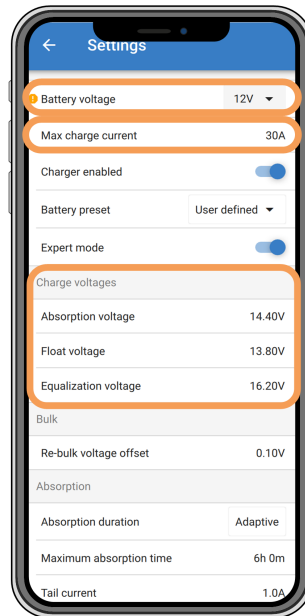 Settings
Battery voltage 12V
Max charge current 30A
Charger enabled
Battery preset User defined
Expert mode
Charge voltages
Absorption voltage 14.40V
Float voltage 13.80V
Equalization voltage 16.20V
Bulk
Re-bulk voltage offset 0.10V
Absorption
Absorption duration Adaptive
Maximum absorption time 6h 0m
Tail current 1.0A